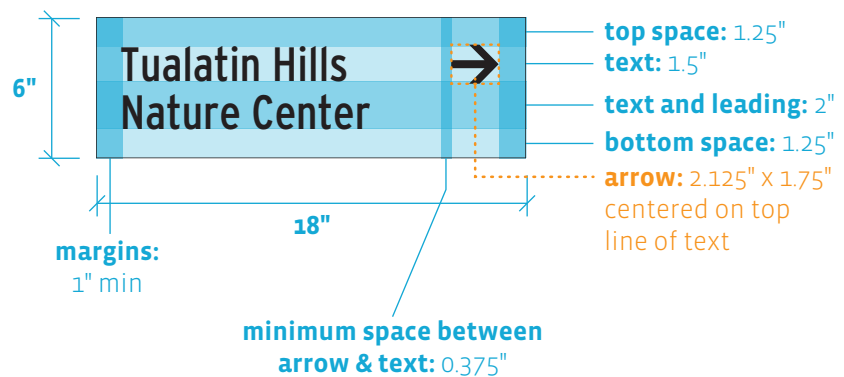 6"
Tualatin Hills
Nature Center
top space: 1.25"
text: 1.5"
text and leading: 2"
bottom space: 1.25"
arrow: 2.125" x 1.75"
centered on top
line of text
18"
margins:
1" min
minimum space between
arrow & text: 0.375"